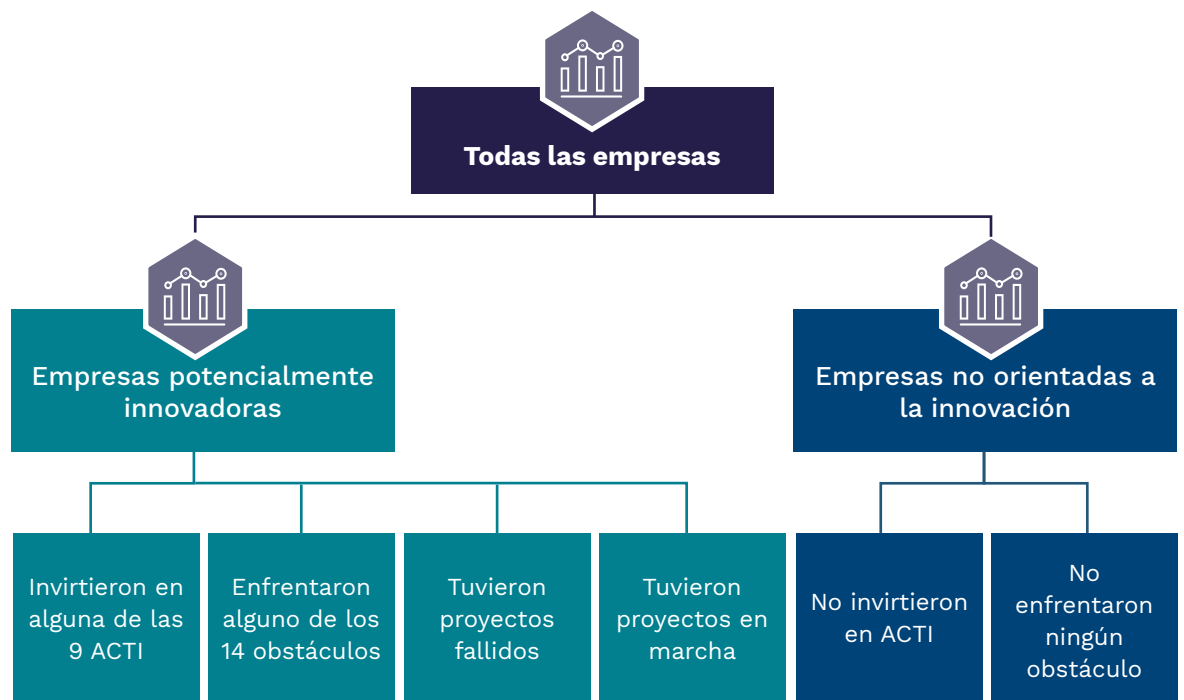 Todas las empresas
Empresas potencialmente
innovadoras
Empresas no orientadas a
la innovación
Invirtieron en
alguna de las
9 ACTI
Enfrentaron
alguno de los
14 obstáculos
Tuvieron
proyectos
fallidos
Tuvieron
proyectos en
marcha
No invirtieron
en ACTI
No
enfrentaron
ningún
obstáculo